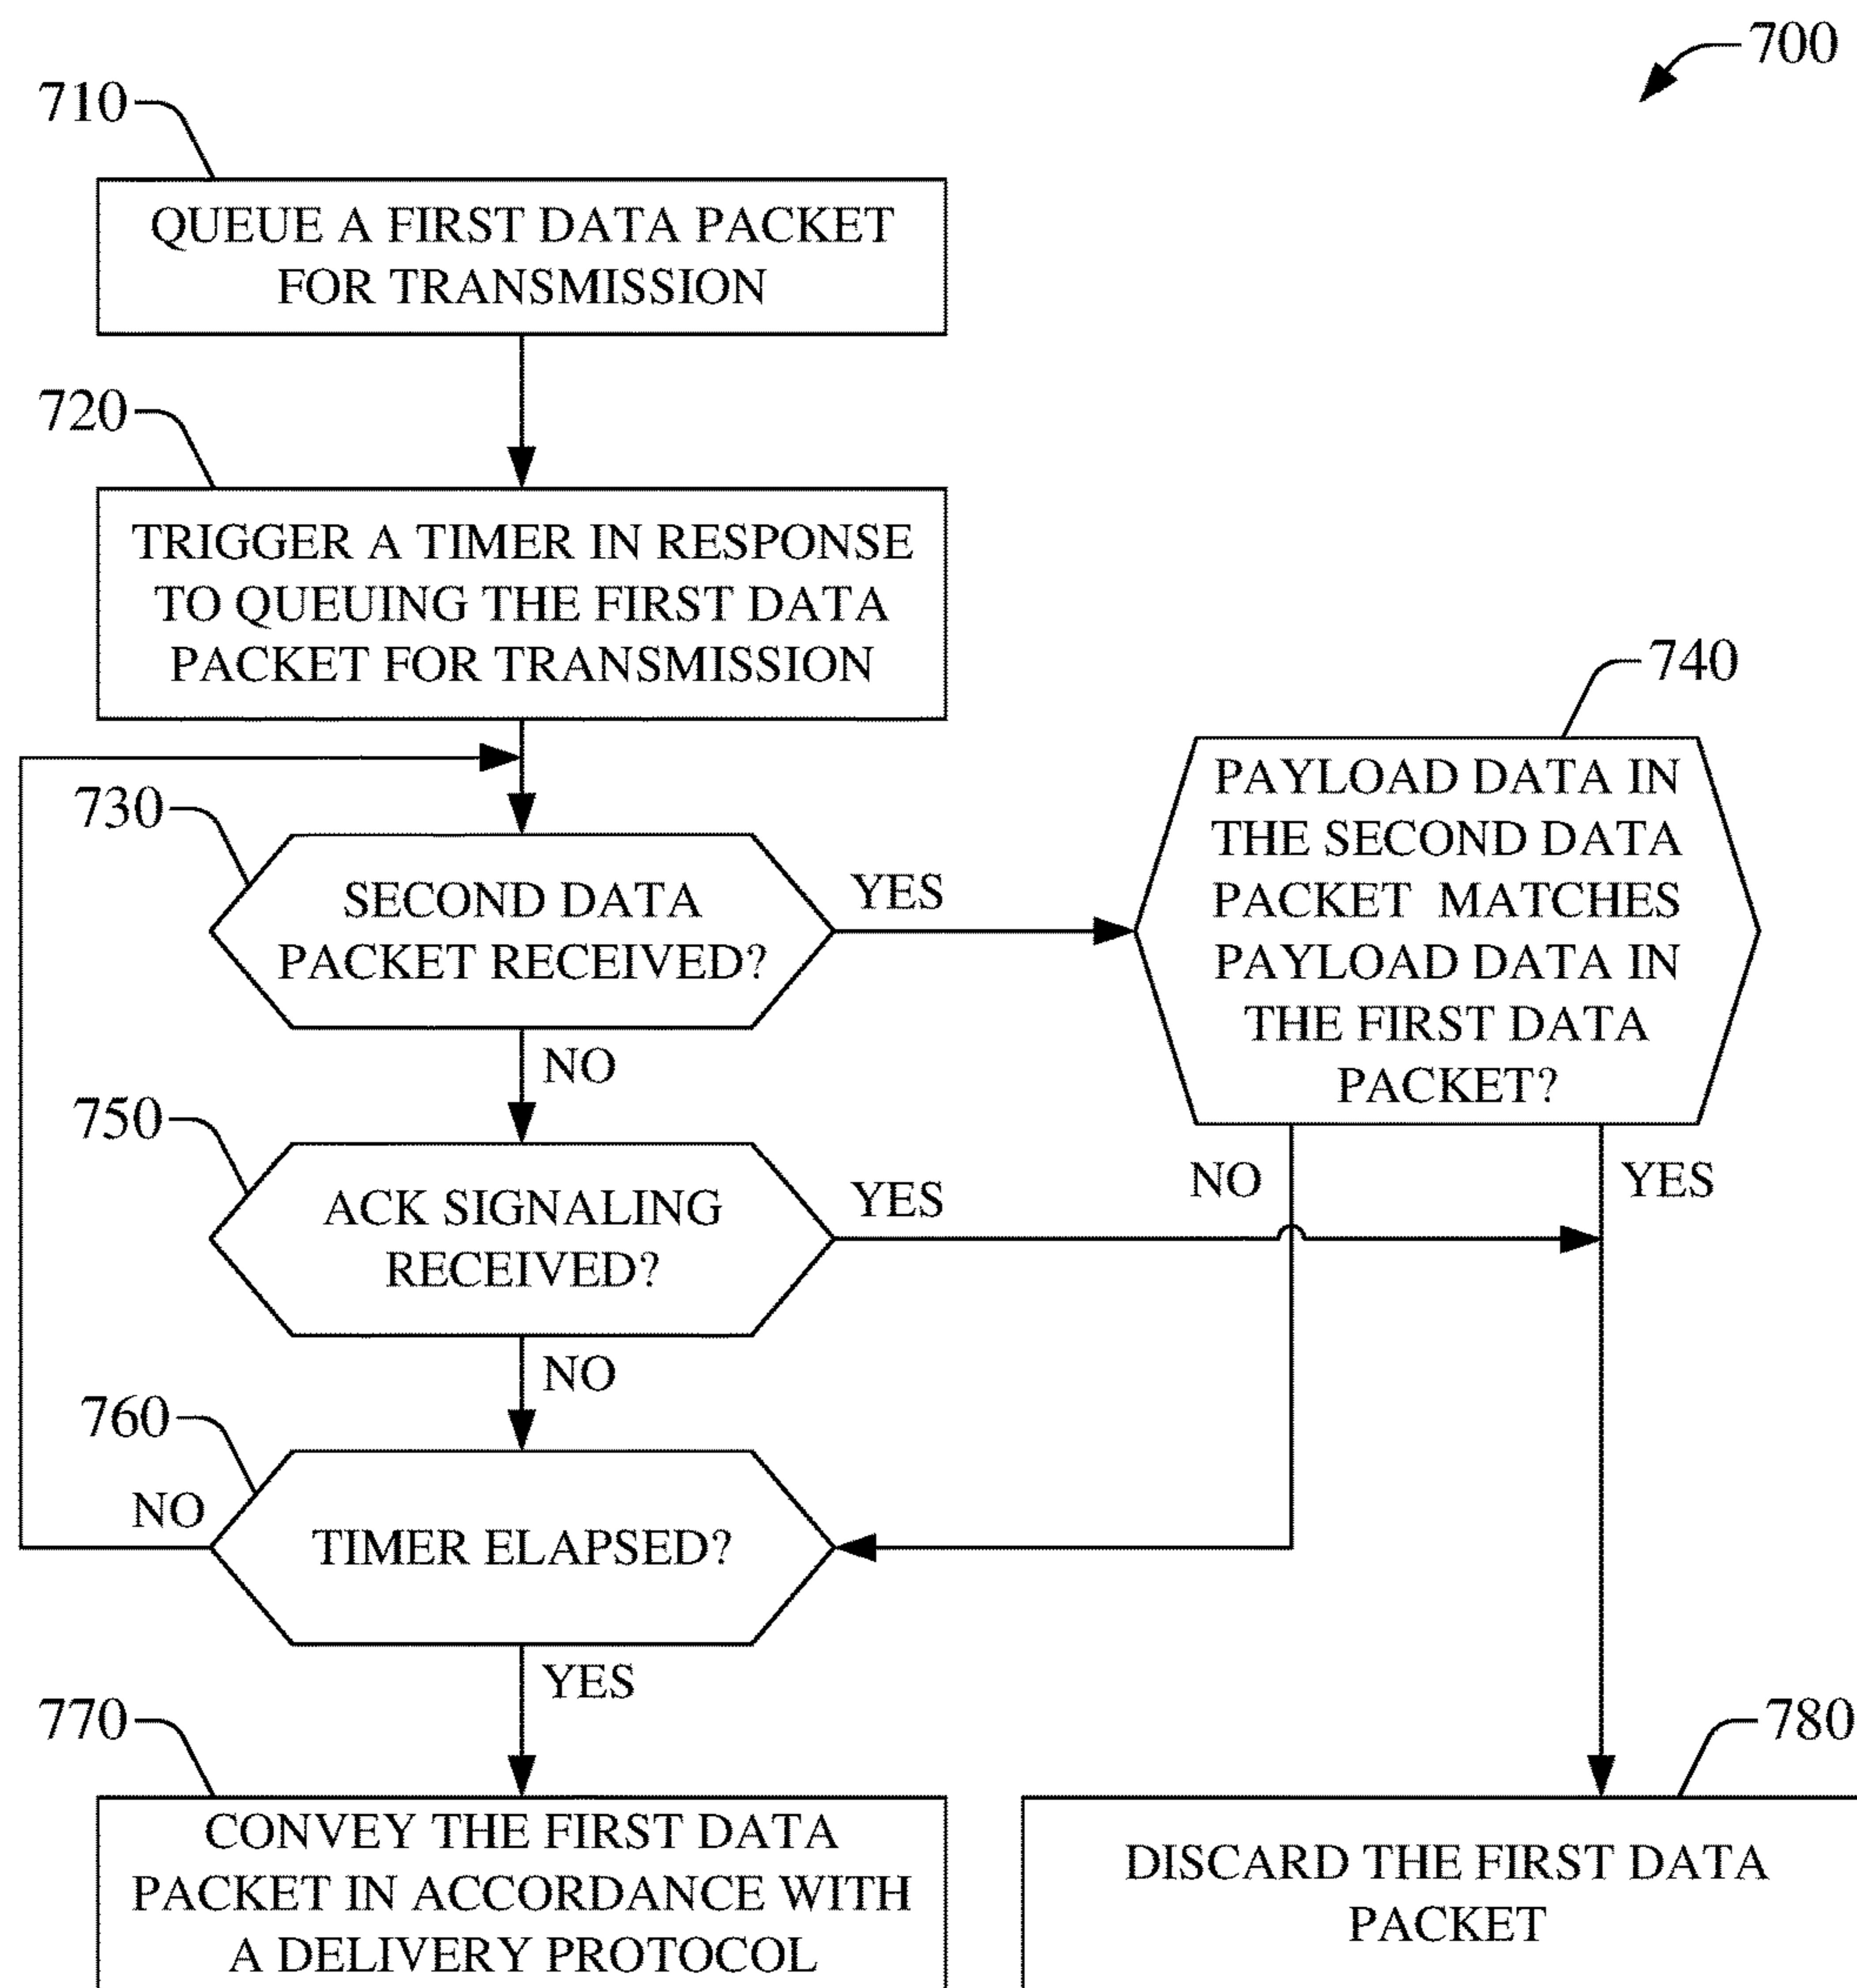 700
710
QUEUE A FIRST DATA PACKET
FOR TRANSMISSION
720
TRIGGER A TIMER IN RESPONSE
TO QUEUING THE FIRST DATA
PACKET FOR TRANSMISSION
730
SECOND DATA
PACKET RECEIVED?
YES
NO
740
PAYLOAD DATA IN
THE SECOND DATA
PACKET MATCHES
PAYLOAD DATA IN
THE FIRST DATA
PACKET?
NO
YES
750
ACK SIGNALING
RECEIVED?
YES
NO
760
TIMER ELAPSED?
NO
YES
770
CONVEY THE FIRST DATA
PACKET IN ACCORDANCE WITH
A DELIVERY PROTOCOL
780
DISCARD THE FIRST DATA
PACKET